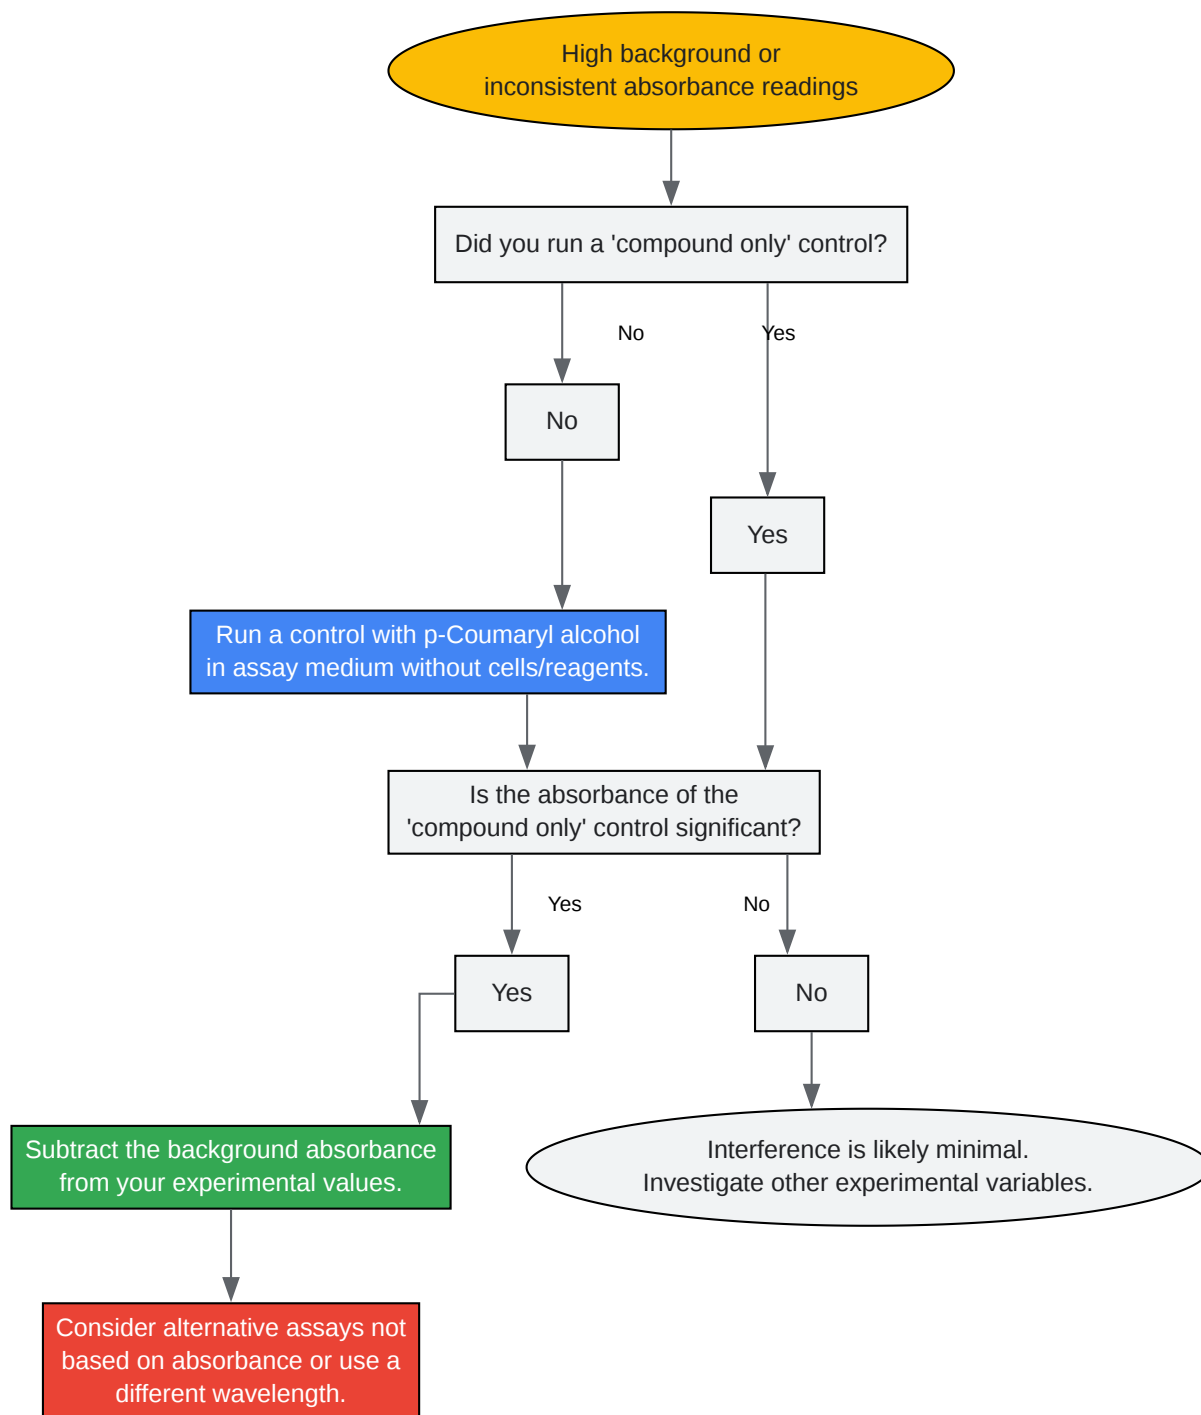 High background or
inconsistent absorbance readings
Did you run a 'compound only' control?
No
Yes
No
Yes
Run a control with p-Coumaryl alcohol
in assay medium without cells/reagents.
Is the absorbance of the
'compound only' control significant?
Yes
No
Yes
No
Subtract the background absorbance
from your experimental values.
Interference is likely minimal.
Investigate other experimental variables.
Consider alternative assays not
based on absorbance or use a
different wavelength.